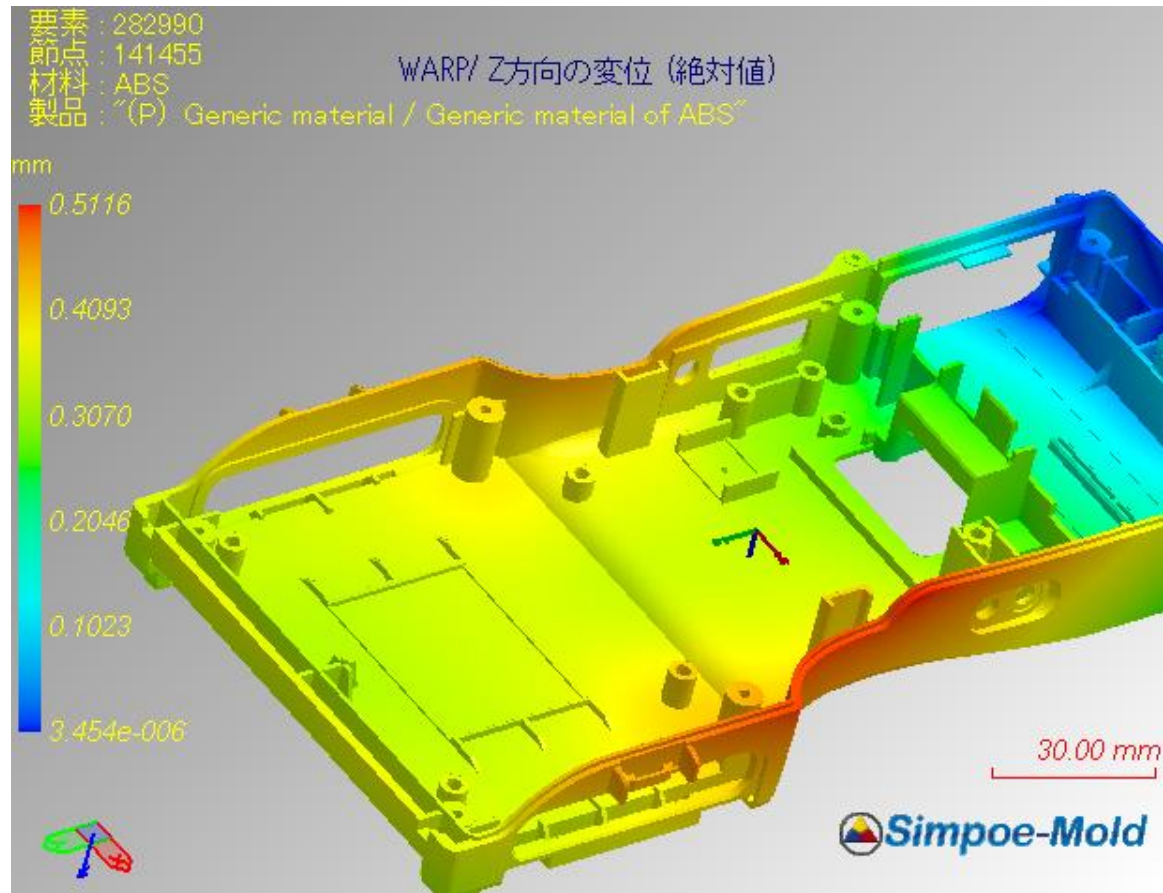 要素 : 282990
節点 : 141455
材料 : ABS
製品 : "(P) Generic material / Generic material of ABS"
WARP/ Z方向の変位 (絶対値)
mm
0.5116
0.4093
0.3070
0.2046
0.1023
3.454e-006
30.00 mm
Simpoe-Mold